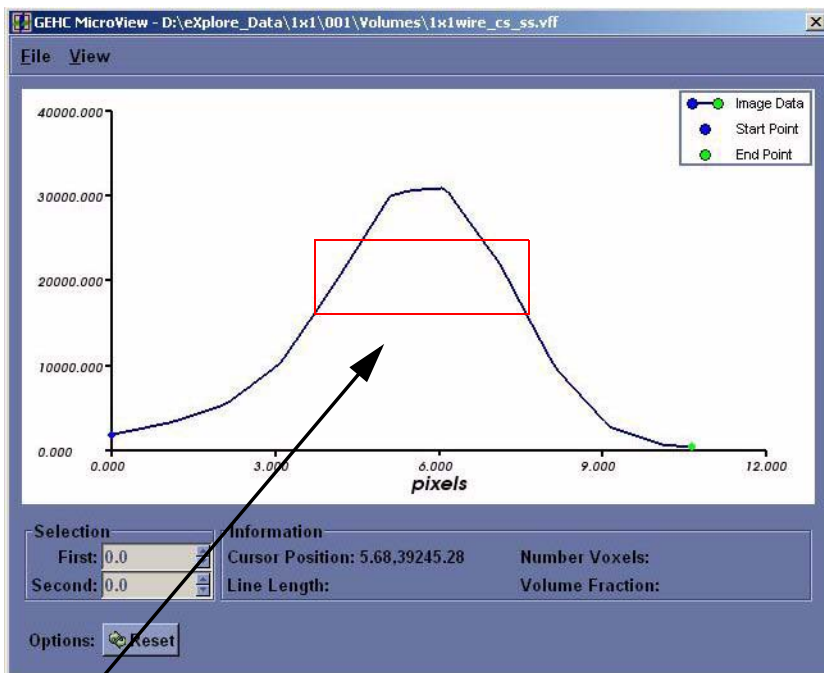 GEHC MicroView - D:\eXplore_Data\1x1\001\Volumes\1x1wire_cs_ss.vff
File View
40000.000
30000.000
20000.000
10000.000
0.000
Image Data
Start Point
End Point
0.000 3.000 6.000 9.000 12.000
pixels
Selection
First: 0.0
Second: 0.0
Information
Cursor Position: 5.68,39245.28 Number Voxels:
Line Length: Volume Fraction:
Options: Reset